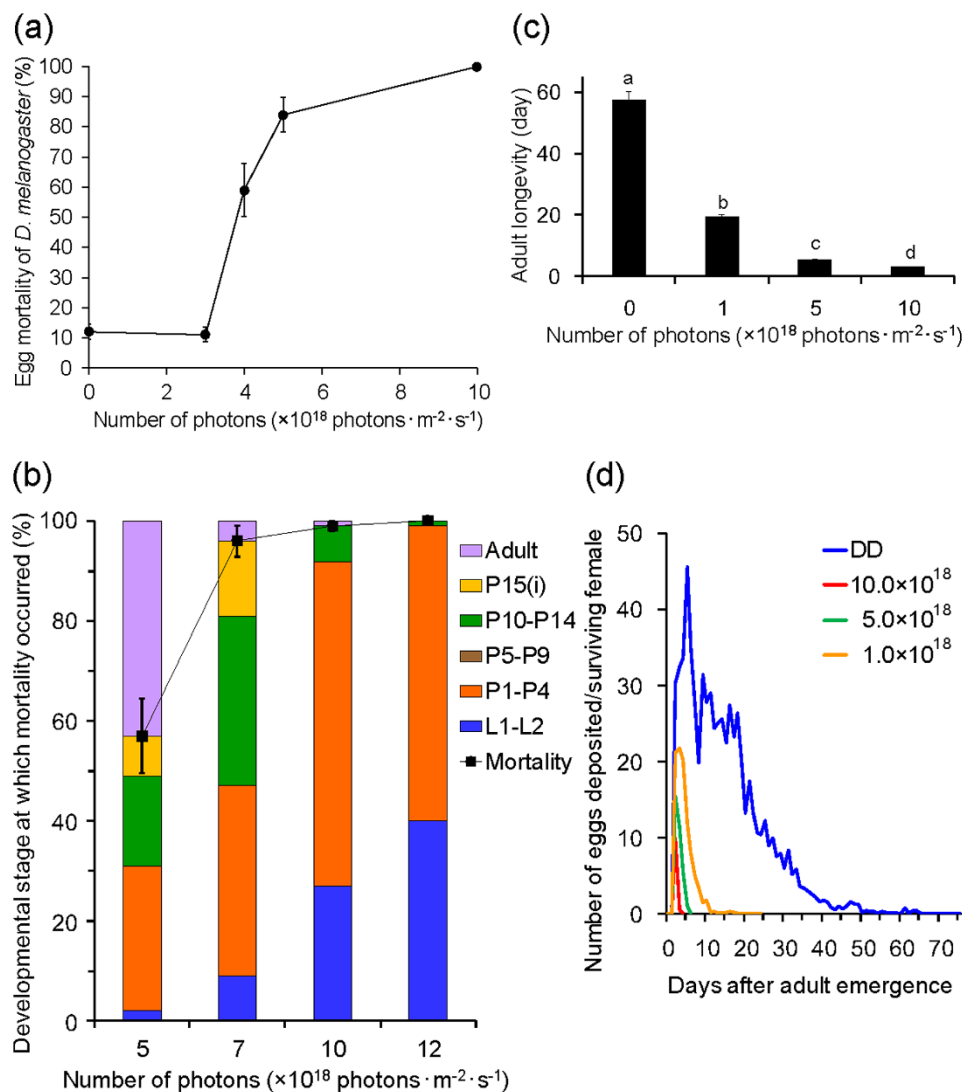 (a)
Egg mortality of D. melanogaster (%)
100
90
80
70
60
50
40
30
20
10
0
0 2 4 6 8 10
Number of photons (×10¹⁸ photons·m⁻²·s⁻¹)
(c)
Adult longevity (day)
60
40
20
0
a
b
c
d
0 1 5 10
Number of photons (×10¹⁸ photons·m⁻²·s⁻¹)
(b)
Developmental stage at which mortality occurred (%)
100
80
60
40
20
0
5 7 10 12
Number of photons (×10¹⁸ photons·m⁻²·s⁻¹)
Adult
P15(i)
P10-P14
P5-P9
P1-P4
L1-L2
Mortality
(d)
Number of eggs deposited/surviving female
50
40
30
20
10
0
DD
10.0×10¹⁸
5.0×10¹⁸
1.0×10¹⁸
0 10 20 30 40 50 60 70
Days after adult emergence